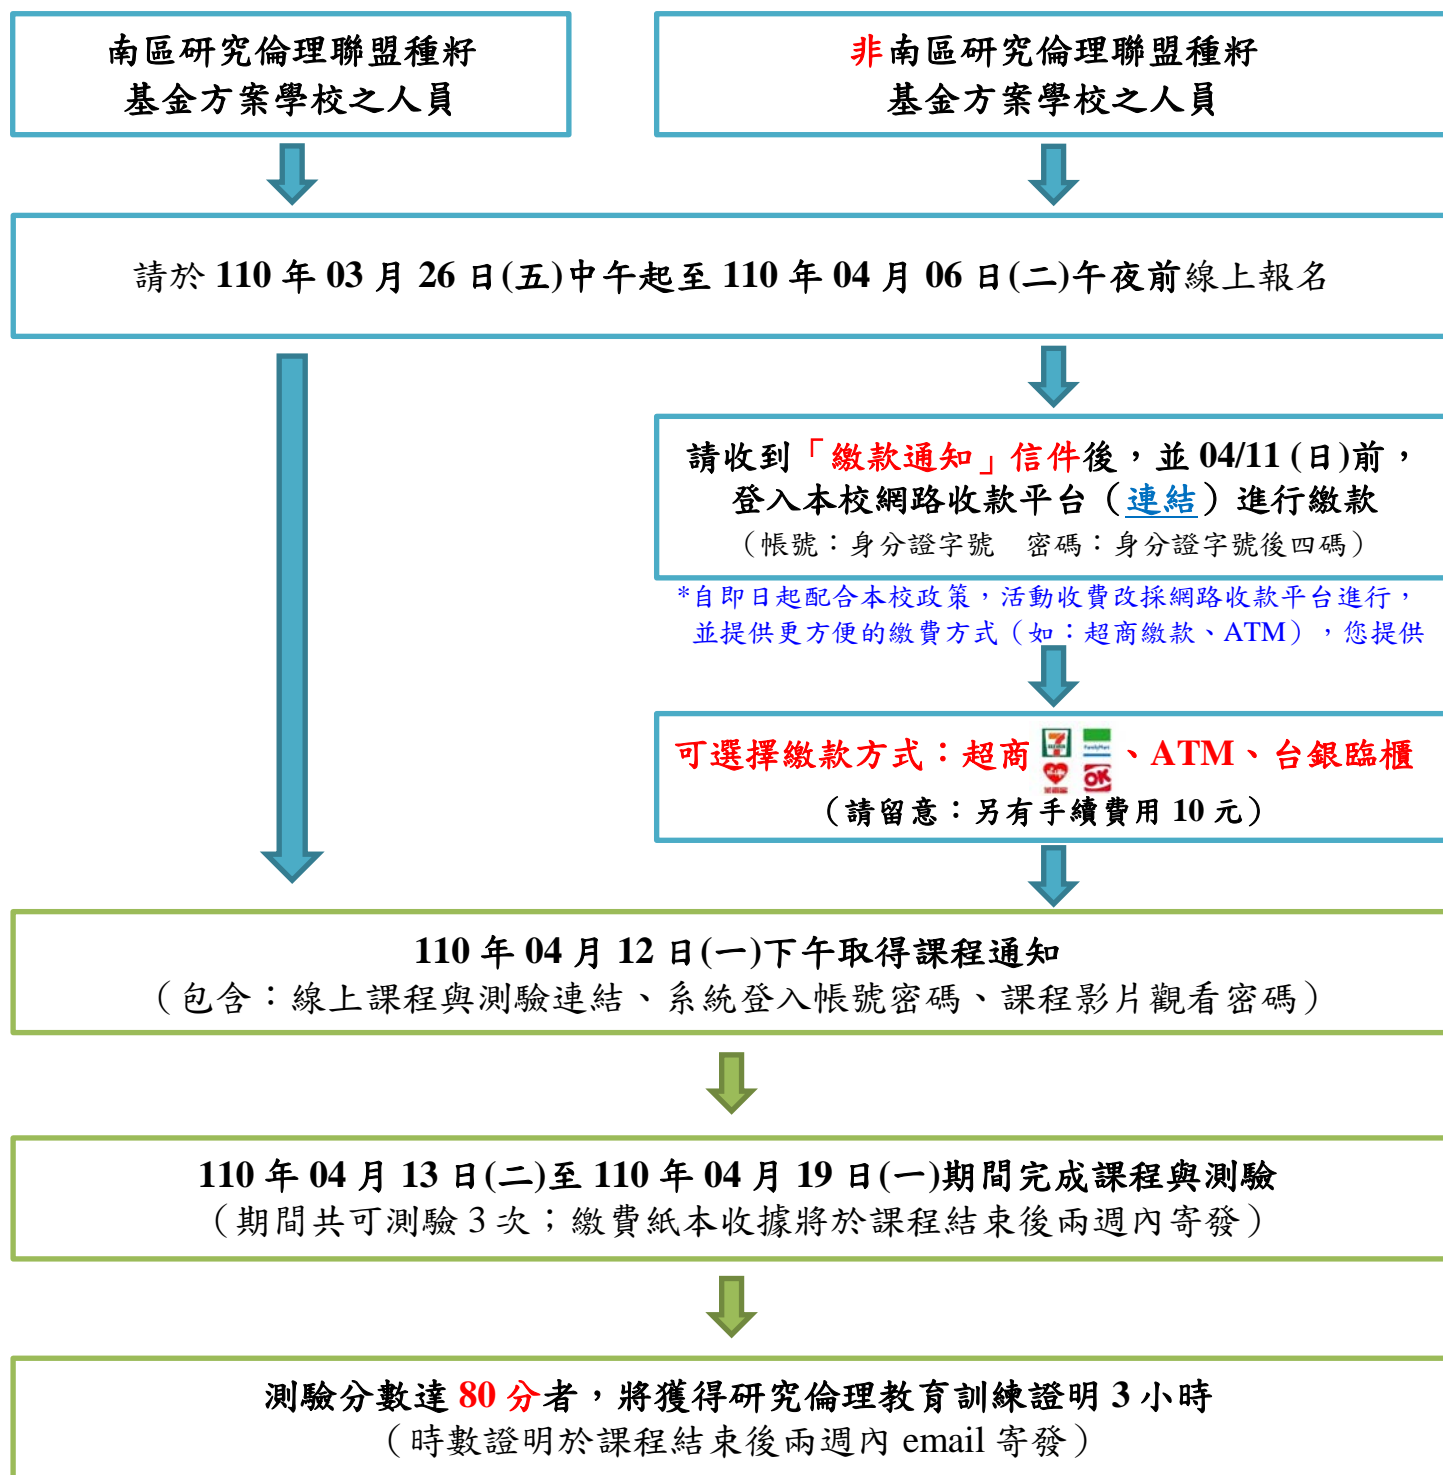 南區研究倫理聯盟種籽
基金方案學校之人員
非南區研究倫理聯盟種籽
基金方案學校之人員
請於 110 年 03 月 26 日(五)中午起至 110 年 04 月 06 日(二)午夜前線上報名
請收到「繳款通知」信件後，並 04/11 (日)前，
登入本校網路收款平台（連結）進行繳款
（帳號：身分證字號　密碼：身分證字號後四碼）
*自即日起配合本校政策，活動收費改採網路收款平台進行，
並提供更方便的繳費方式（如：超商繳款、ATM），您提供
可選擇繳款方式：超商 7 ELEVEN FamilyMart OK 、ATM、台銀臨櫃
（請留意：另有手續費用 10 元）
110 年 04 月 12 日(一)下午取得課程通知
（包含：線上課程與測驗連結、系統登入帳號密碼、課程影片觀看密碼）
110 年 04 月 13 日(二)至 110 年 04 月 19 日(一)期間完成課程與測驗
（期間共可測驗 3 次；繳費紙本收據將於課程結束後兩週內寄發）
測驗分數達 80 分者，將獲得研究倫理教育訓練證明 3 小時
（時數證明於課程結束後兩週內 email 寄發）